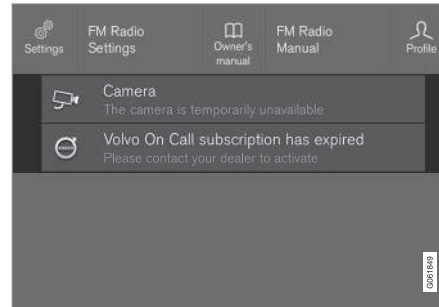 Settings
FM Radio
Settings
Owner's
manual
FM Radio
Manual
Profile
Camera
The camera is temporarily unavailable
Volvo On Call subscription has expired
Please contact your dealer to activate
G061849